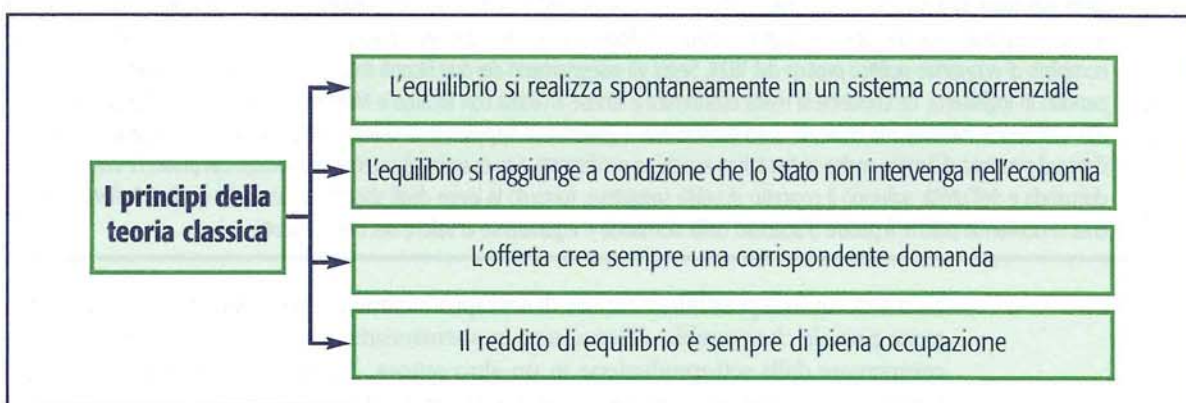 L'equilibrio si realizza spontaneamente in un sistema concorrenziale
L'equilibrio si raggiunge a condizione che lo Stato non intervenga nell'economia
I principi della
teoria classica
L'offerta crea sempre una corrispondente domanda
Il reddito di equilibrio è sempre di piena occupazione